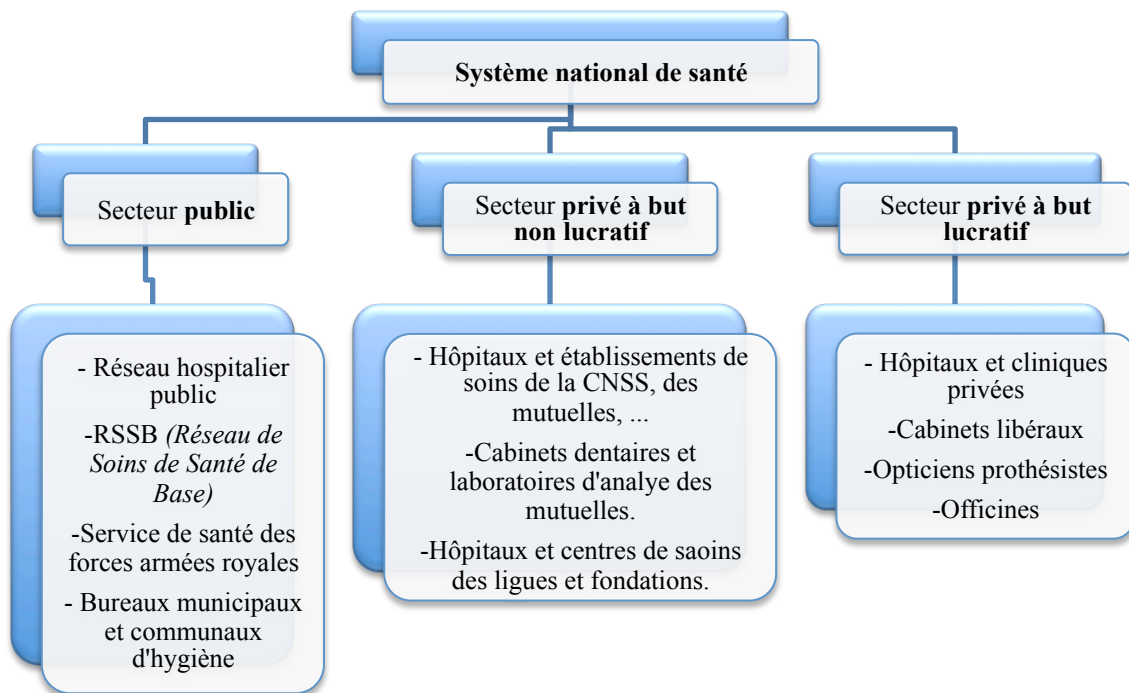 Système national de santé
Secteur public
Secteur privé à but
non lucratif
Secteur privé à but
lucratif
- Réseau hospitalier
public
-RSSB (Réseau de
Soins de Santé de
Base)
-Service de santé des
forces armées royales
- Bureaux municipaux
et communaux
d'hygiène
- Hôpitaux et établissements de
soins de la CNSS, des
mutuelles, ...
-Cabinets dentaires et
laboratoires d'analye des
mutuelles.
-Hôpitaux et centres de saoins
des ligues et fondations.
- Hôpitaux et cliniques
privées
-Cabinets libéraux
-Opticiens prothésistes
-Officines